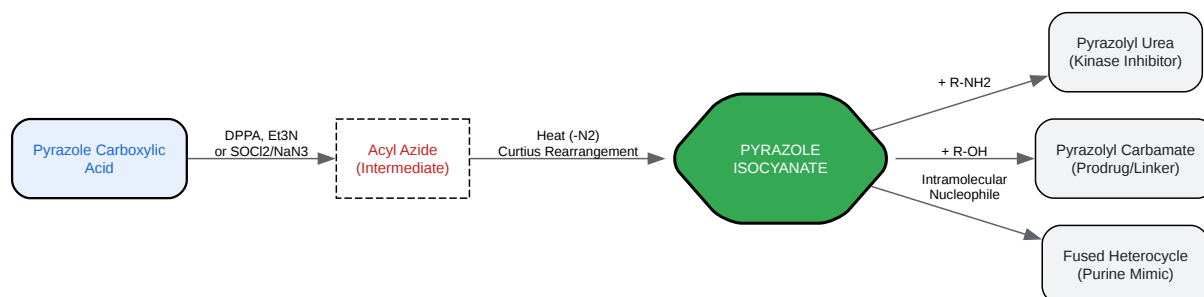 Pyrazole Carboxylic
Acid
DPPA, Et3N
or SOCl2/NaN3
Acyl Azide
(Intermediate)
Heat (-N2)
Curtius Rearrangement
PYRAZOLE
ISOCYANATE
+ R-NH2
Pyrazolyl Urea
(Kinase Inhibitor)
+ R-OH
Pyrazolyl Carbamate
(Prodrug/Linker)
Intramolecular
Nucleophile
Fused Heterocycle
(Purine Mimic)